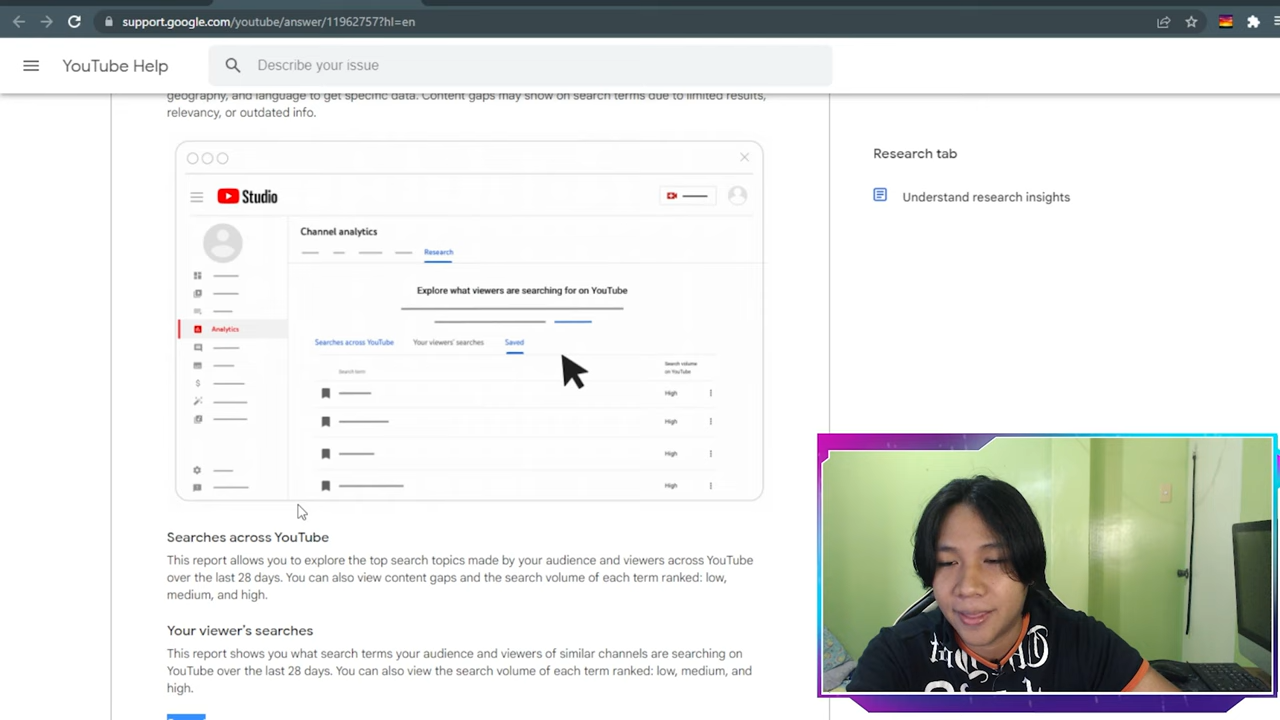 support.google.com/youtube/answer/11962757?hl=en
YouTube Help
Describe your issue
geography, and language to get specific data. Content gaps may show on search terms due to limited results,
relevancy, or outdated info.
Research tab
Understand research insights
Studio
Channel analytics
Research
Explore what viewers are searching for on YouTube
Analytics
Searches across YouTube
Your viewers' searches
Saved
Search term
Search volume
on YouTube
High
High
High
High
Searches across YouTube
This report allows you to explore the top search topics made by your audience and viewers across YouTube
over the last 28 days. You can also view content gaps and the search volume of each term ranked: low,
medium, and high.
Your viewer's searches
This report shows you what search terms your audience and viewers of similar channels are searching on
YouTube over the last 28 days. You can also view the search volume of each term ranked: low, medium, and
high.